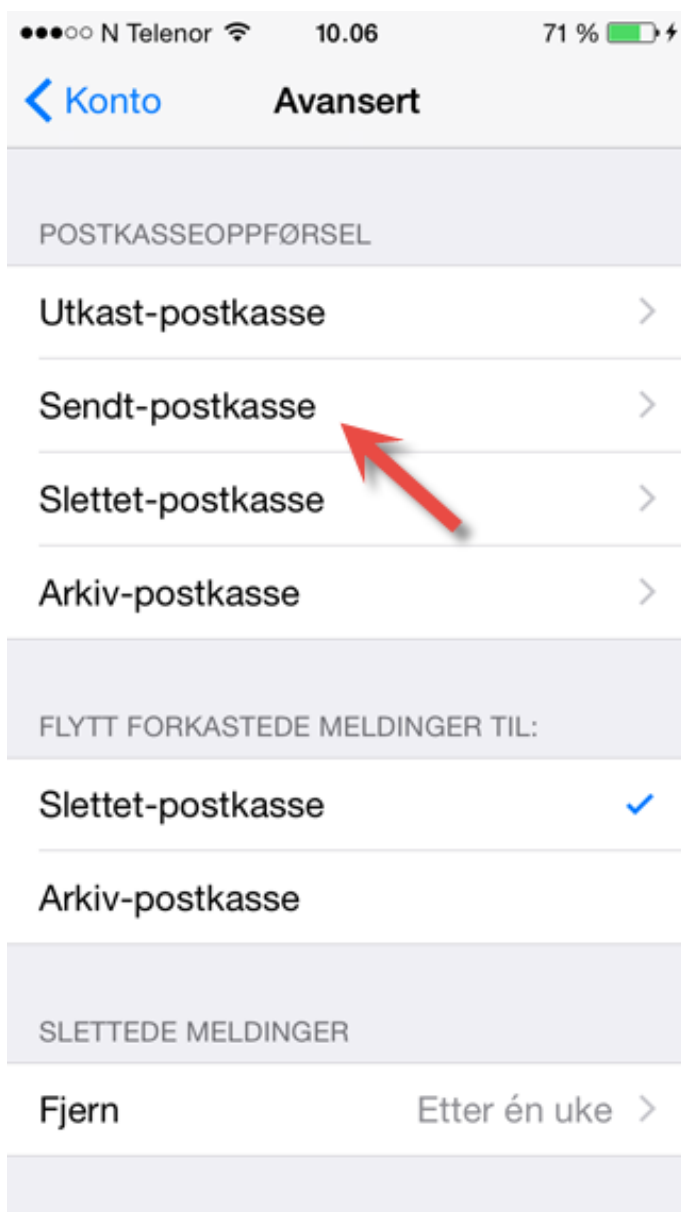 N Telenor 10.06 71 %
Konto Avansert
POSTKASSEOPPFØRSEL
Utkast-postkasse
Sendt-postkasse
Slettet-postkasse
Arkiv-postkasse
FLYTT FORKASTEDE MELDINGER TIL:
Slettet-postkasse
Arkiv-postkasse
SLETTEDE MELDINGER
Fjern Etter én uke